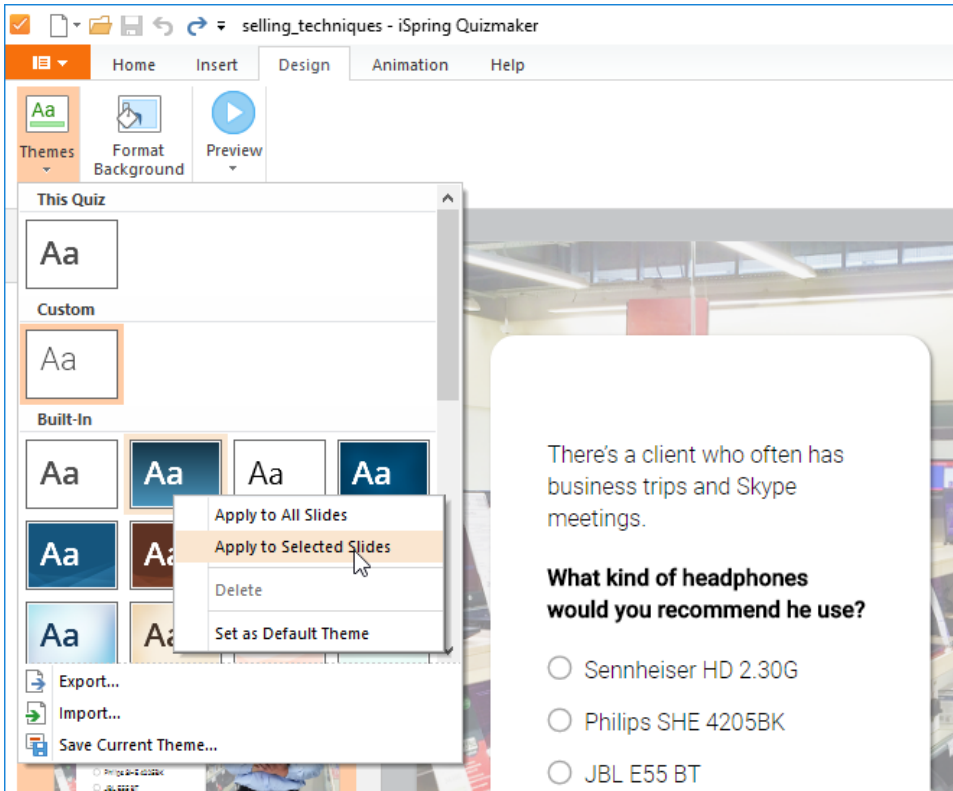 selling_techniques - iSpring Quizmaker
Home Insert Design Animation Help
Aa
Themes Format Background Preview
This Quiz
Aa
Custom
Aa
Built-In
Aa Aa Aa Aa
Aa Aa
Aa Aa
Apply to All Slides
Apply to Selected Slides
Delete
Set as Default Theme
Export...
Import...
Save Current Theme...
There's a client who often has
business trips and Skype
meetings.
What kind of headphones
would you recommend he use?
Sennheiser HD 2.30G
Philips SHE 4205BK
JBL E55 BT